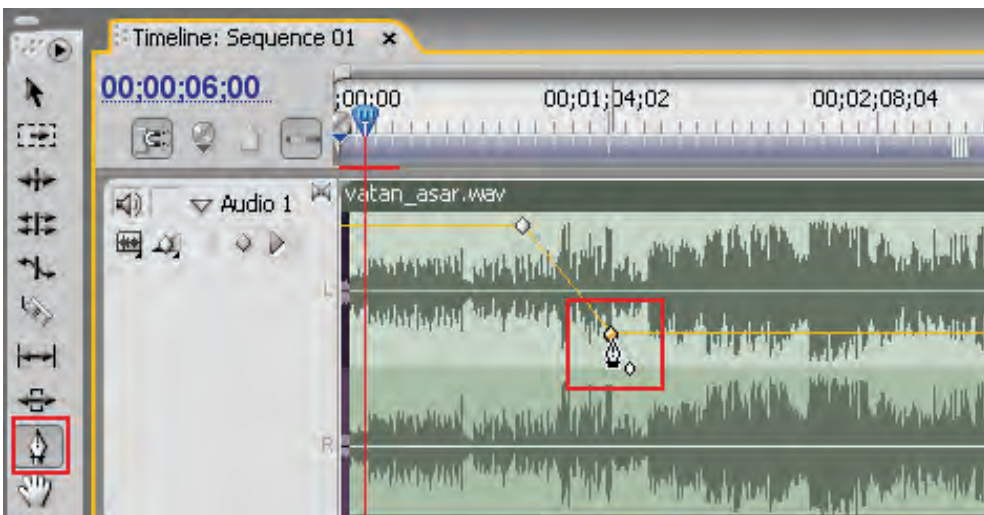 Timeline: Sequence 01 ×
00;00;06;00
;00;00 00;01;04;02 00;02;08;04
Audio 1
vatan_asar.wav
L
R